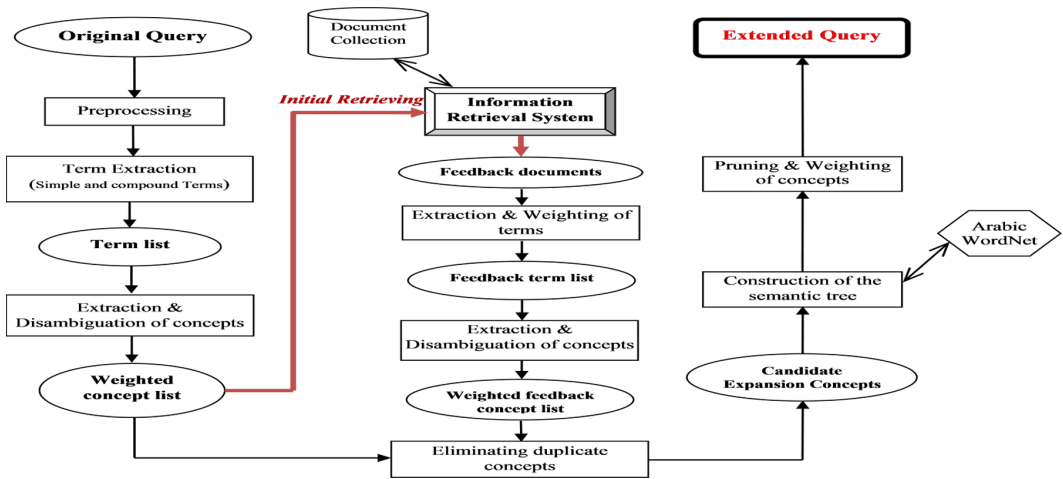 Original Query
Preprocessing
Term Extraction
(Simple and compound Terms)
Term list
Extraction &
Disambiguation of concepts
Weighted
concept list
Initial Retrieving
Document
Collection
Information
Retrieval System
Feedback documents
Extraction & Weighting of
terms
Feedback term list
Extraction &
Disambiguation of concepts
Weighted feedback
concept list
Eliminating duplicate
concepts
Extended Query
Pruning & Weighting
of concepts
Arabic
WordNet
Construction of the
semantic tree
Candidate
Expansion Concepts